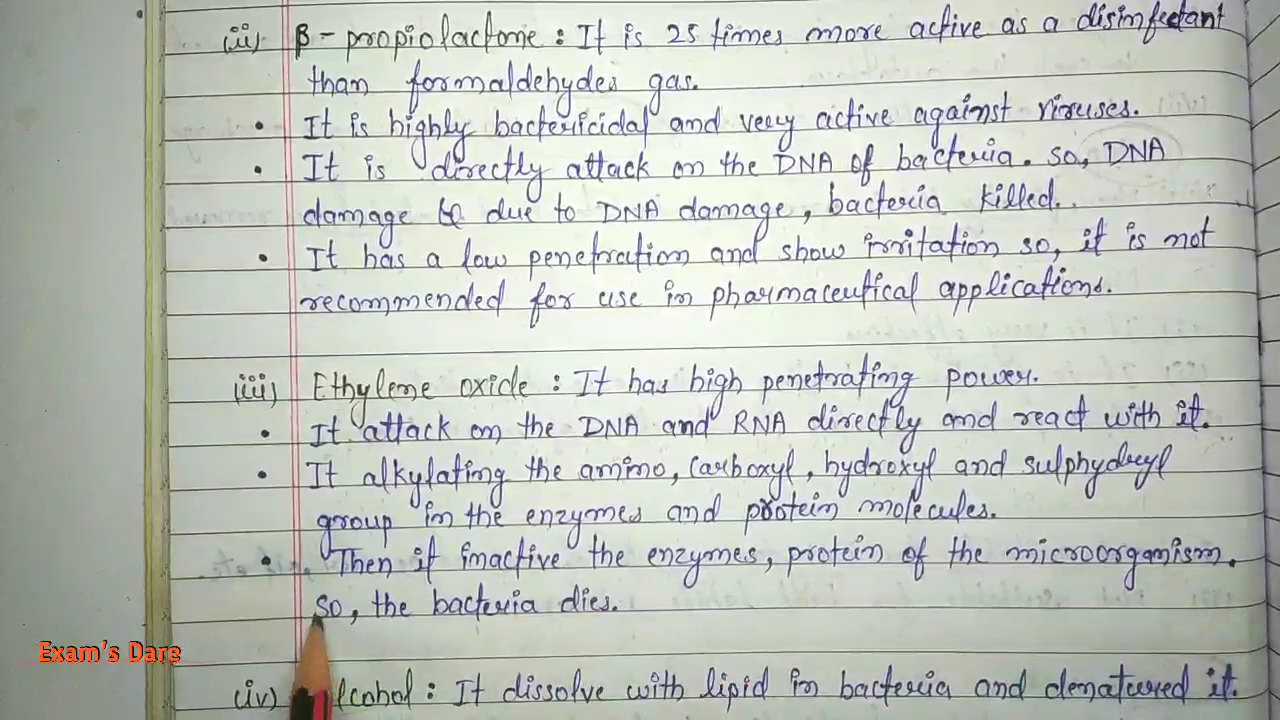 (ii) β - propiolactone : It is 25 times more active as a disinfectant
than formaldehydes gas.
• It is highly bactericidal and very active against viruses.
• It is directly attack on the DNA of bacteria. so, DNA
damage & due to DNA damage, bacteria killed.
• It has a low penetration and show irritation so, it is not
recommended for use in pharmaceutical applications.
(iii) Ethylene oxide : It has high penetrating power.
• It attack on the DNA and RNA directly and react with it.
• It alkylating the amino, carboxyl, hydroxyl and sulphydryl
group in the enzymes and protein molecules.
• Then it inactive the enzymes, protein of the microorganism.
so, the bacteria dies.
Exam's Dare
(iv) lcohol : It dissolve with lipid in bacteria and denatured it.